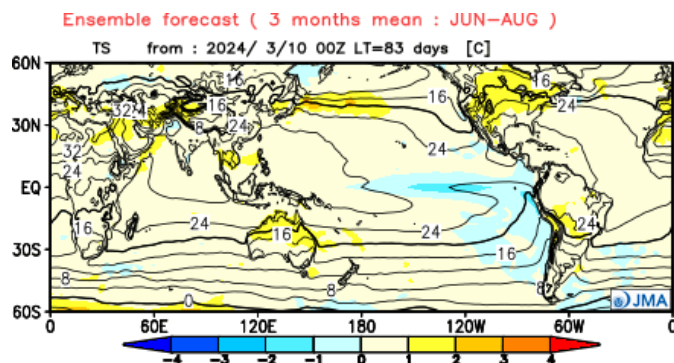 Ensemble forecast ( 3 months mean : JUN-AUG )
TS from : 2024/ 3/10 00Z LT=83 days [C]
60N
30N
EQ
30S
60S
16
16
32
24
16
16
24
8
24
32
24
24
24
16
24
24
24
16
16
8
8
8
0
JMA
0
60E
120E
180
120W
60W
0
-4 -3 -2 -1 0 1 2 3 4